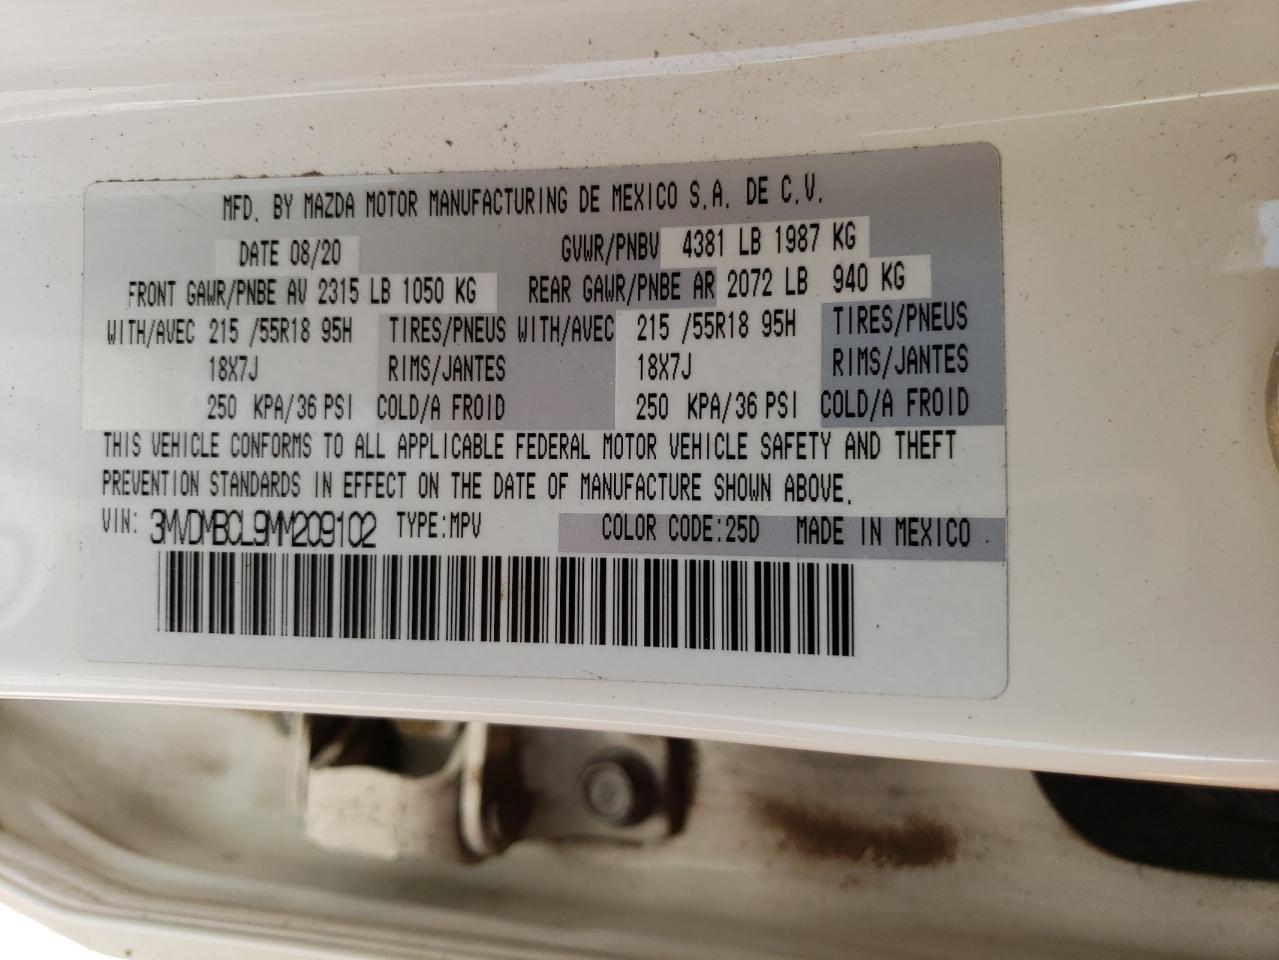 MFD. BY MAZDA MOTOR MANUFACTURING DE MEXICO S.A. DE C.V.
DATE 08/20 GVWR/PNBV 4381 LB 1987 KG
FRONT GAWR/PNBE AV 2315 LB 1050 KG REAR GAWR/PNBE AR 2072 LB 940 KG
WITH/AVEC 215 /55R18 95H TIRES/PNEUS WITH/AVEC 215 /55R18 95H TIRES/PNEUS
18X7J RIMS/JANTES 18X7J RIMS/JANTES
250 KPA/36 PSI COLD/A FROID 250 KPA/36 PSI COLD/A FROID
THIS VEHICLE CONFORMS TO ALL APPLICABLE FEDERAL MOTOR VEHICLE SAFETY AND THEFT
PREVENTION STANDARDS IN EFFECT ON THE DATE OF MANUFACTURE SHOWN ABOVE.
VIN: 3MVDMBCL9MM209102 TYPE:MPV COLOR CODE:25D MADE IN MEXICO